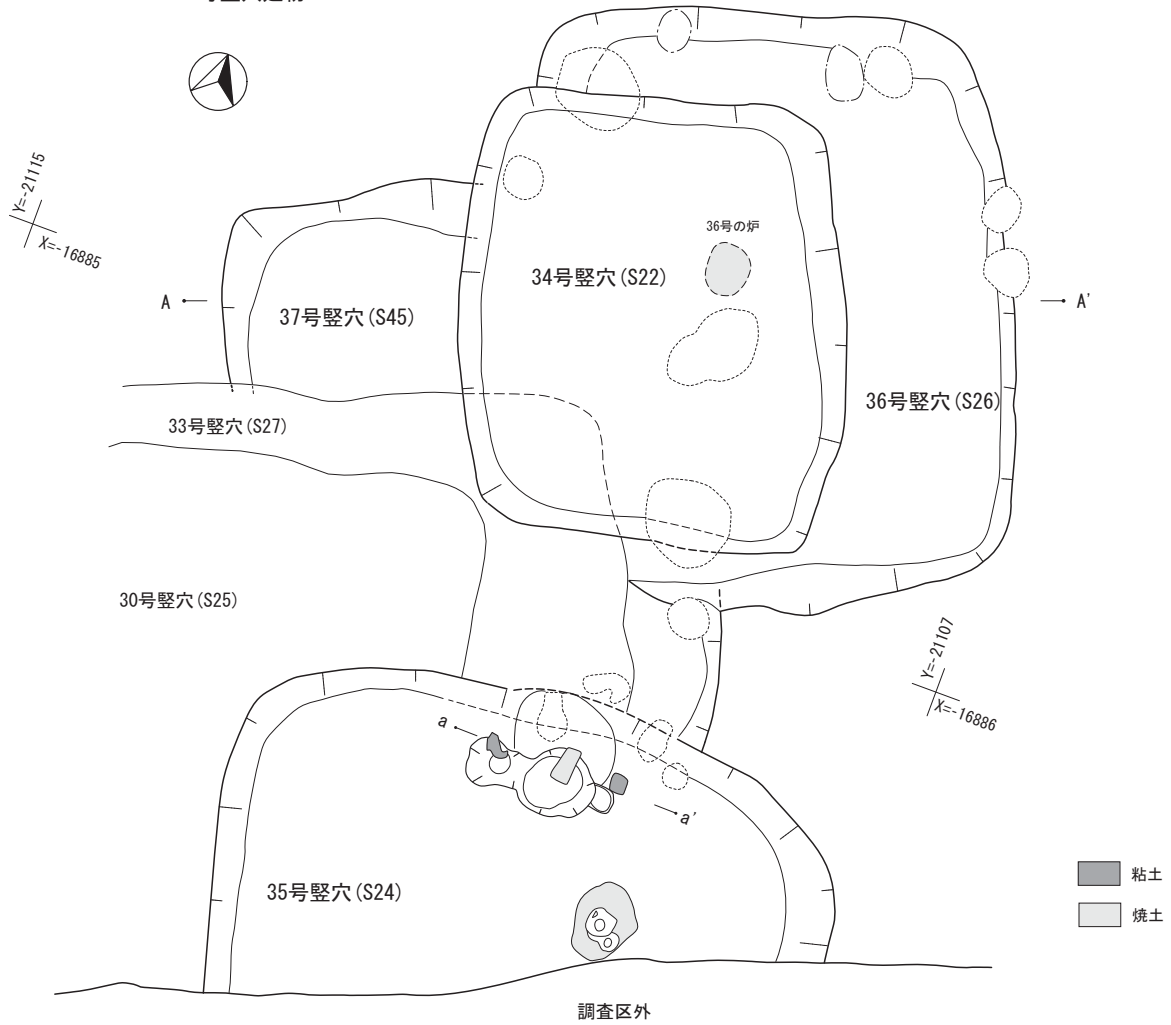 Y=-21115
X=-16885
36号の炉
34号竪穴(S22)
A
A'
37号竪穴(S45)
36号竪穴(S26)
33号竪穴(S27)
30号竪穴(S25)
Y=-21107
X=-16886
a
a'
35号竪穴(S24)
粘土
焼土
調査区外